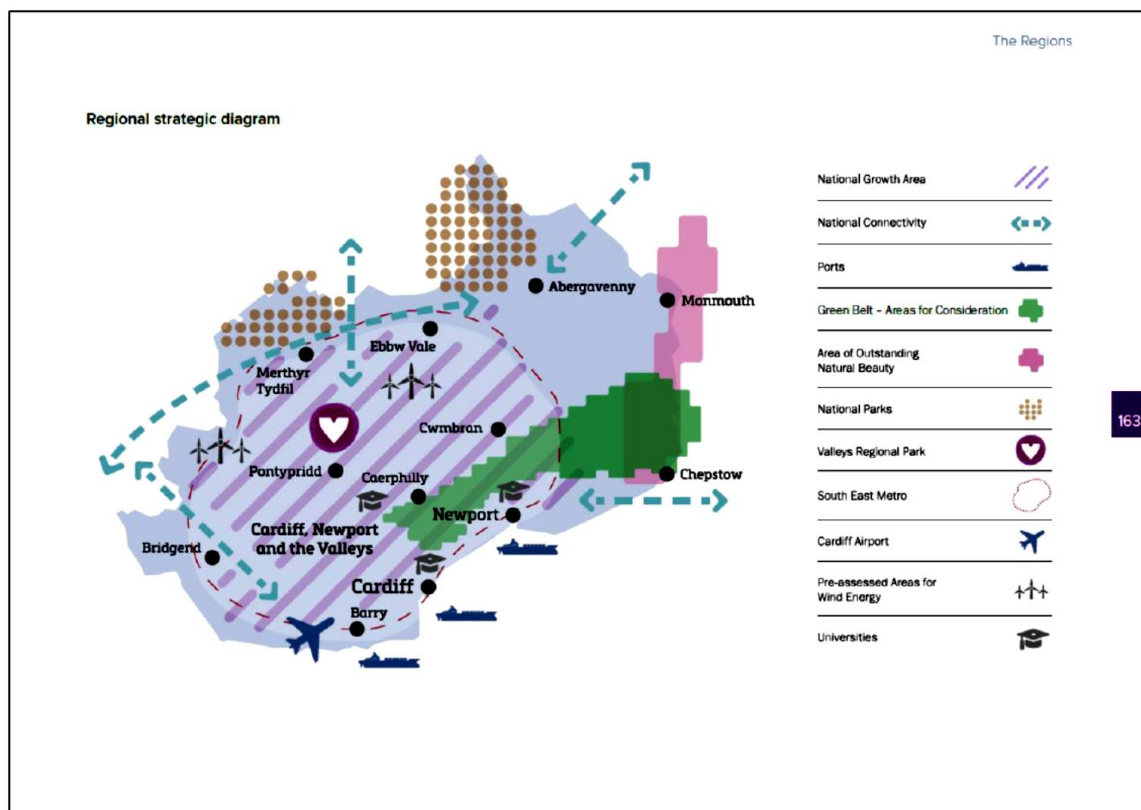 The Regions
Regional strategic diagram
Abergavenny
Monmouth
Ebbw Vale
Merthyr
Tydfil
Cwmbran
Pontypridd
Caerphilly
Chepstow
Newport
Cardiff, Newport
and the Valleys
Bridgend
Cardiff
Barry
National Growth Area
National Connectivity
Ports
Green Belt - Areas for Consideration
Area of Outstanding
Natural Beauty
National Parks
Valleys Regional Park
South East Metro
Cardiff Airport
Pre-assessed Areas for
Wind Energy
Universities
163